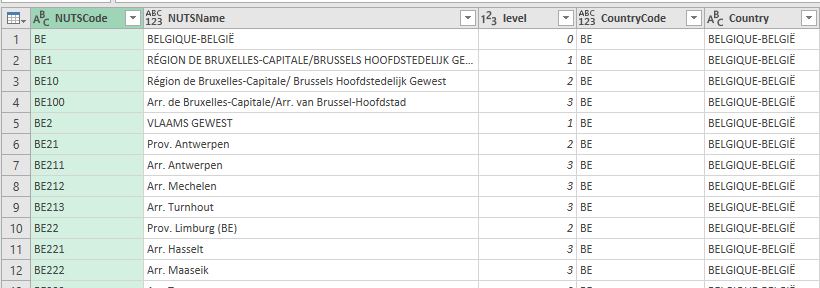 ABC NUTSCode ABC 123 NUTSName 123 level ABC 123 CountryCode ABC Country
1 BE BELGIQUE-BELGIË 0 BE BELGIQUE-BELGIË
2 BE1 RÉGION DE BRUXELLES-CAPITALE/BRUSSELS HOOFDSTEDELIJK GE... 1 BE BELGIQUE-BELGIË
3 BE10 Région de Bruxelles-Capitale/ Brussels Hoofdstedelijk Gewest 2 BE BELGIQUE-BELGIË
4 BE100 Arr. de Bruxelles-Capitale/Arr. van Brussel-Hoofdstad 3 BE BELGIQUE-BELGIË
5 BE2 VLAAMS GEWEST 1 BE BELGIQUE-BELGIË
6 BE21 Prov. Antwerpen 2 BE BELGIQUE-BELGIË
7 BE211 Arr. Antwerpen 3 BE BELGIQUE-BELGIË
8 BE212 Arr. Mechelen 3 BE BELGIQUE-BELGIË
9 BE213 Arr. Turnhout 3 BE BELGIQUE-BELGIË
10 BE22 Prov. Limburg (BE) 2 BE BELGIQUE-BELGIË
11 BE221 Arr. Hasselt 3 BE BELGIQUE-BELGIË
12 BE222 Arr. Maaseik 3 BE BELGIQUE-BELGIË